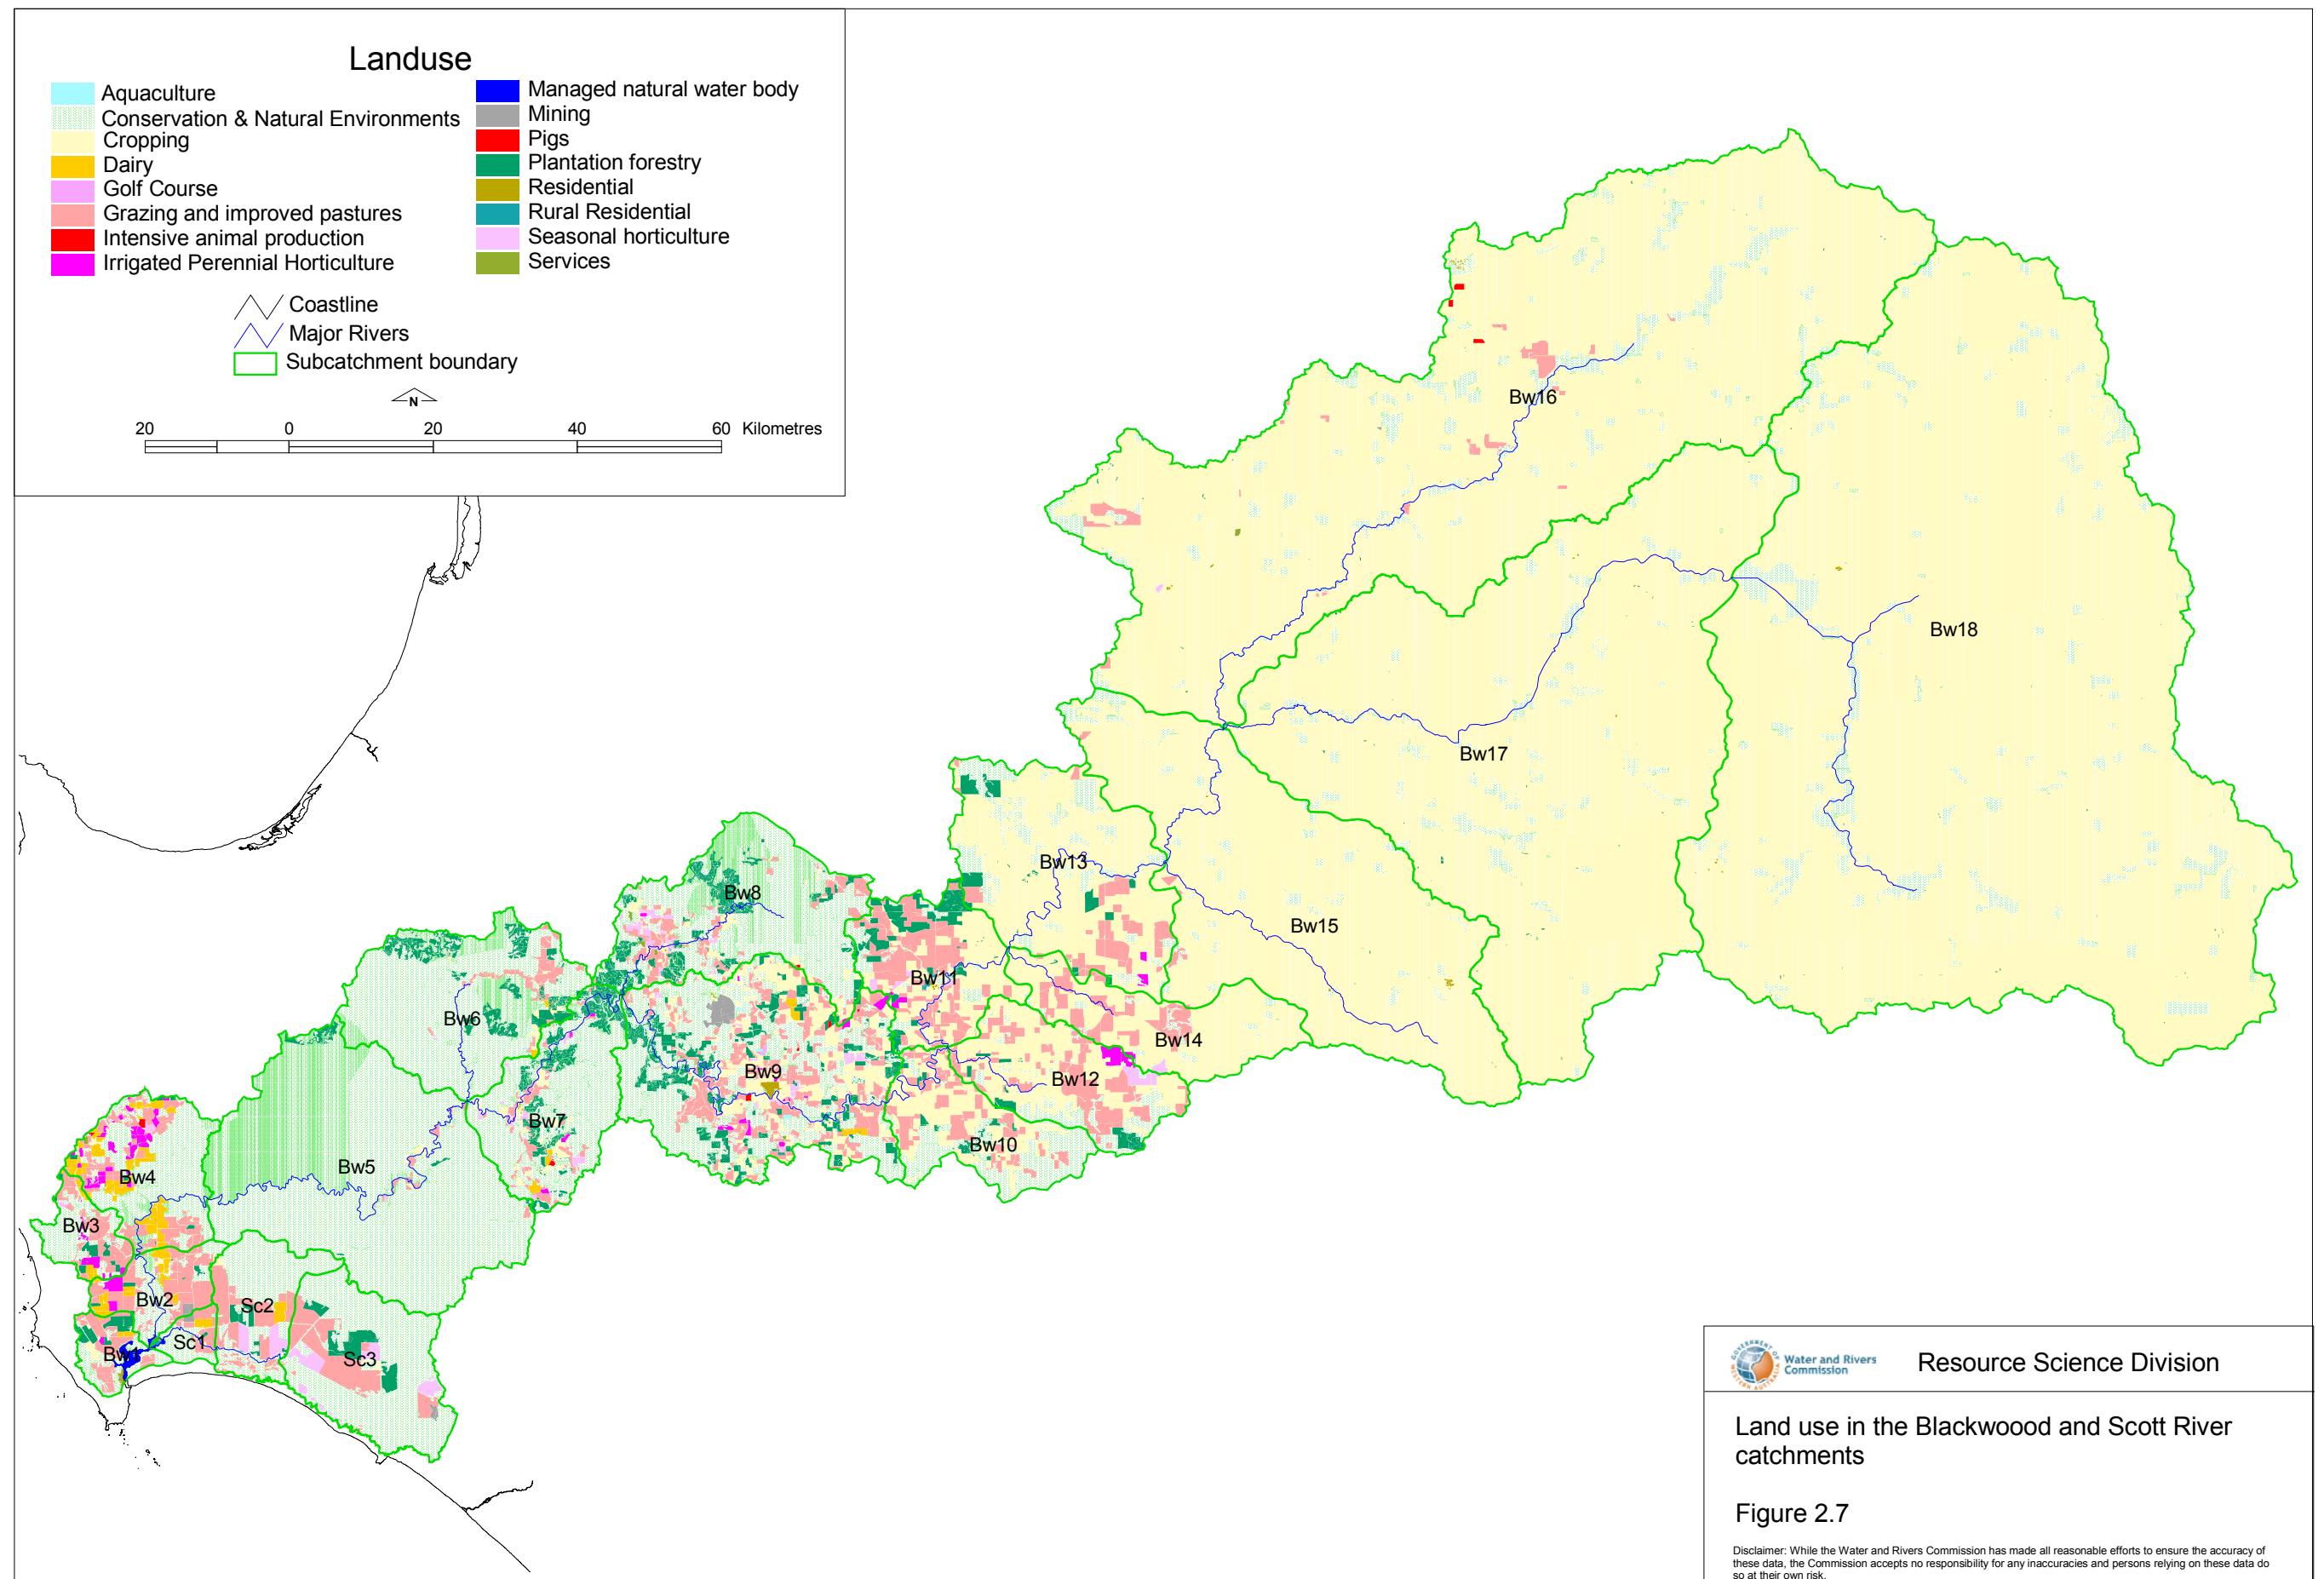 Landuse
Aquaculture
Conservation & Natural Environments
Cropping
Dairy
Golf Course
Grazing and improved pastures
Intensive animal production
Irrigated Perennial Horticulture
Managed natural water body
Mining
Pigs
Plantation forestry
Residential
Rural Residential
Seasonal horticulture
Services
Coastline
Major Rivers
Subcatchment boundary
N
20 0 20 40 60 Kilometres
Bw16
Bw18
Bw17
Bw13
Bw8
Bw15
Bw11
Bw6
Bw14
Bw9
Bw12
Bw7
Bw10
Bw5
Bw4
Bw3
Bw2
Sc2
Sc1
Bw1
Sc3
GOVERNMENT OF
WESTERN AUSTRALIA
Water and Rivers
Commission
Resource Science Division
Land use in the Blackwoood and Scott River
catchments
Figure 2.7
Disclaimer: While the Water and Rivers Commission has made all reasonable efforts to ensure the accuracy of
these data, the Commission accepts no responsibility for any inaccuracies and persons relying on these data do
so at their own risk.